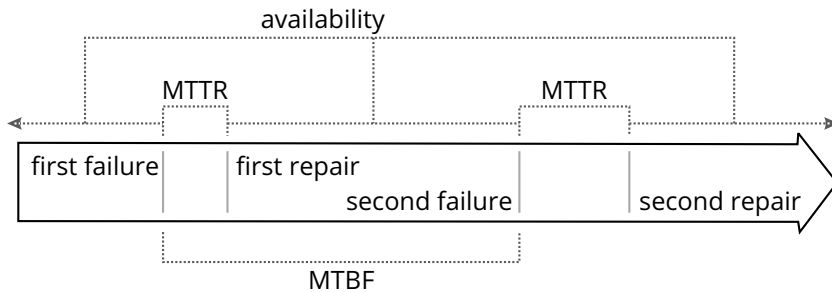 availability
MTTR
MTTR
first failure
first repair
second failure
second repair
MTBF